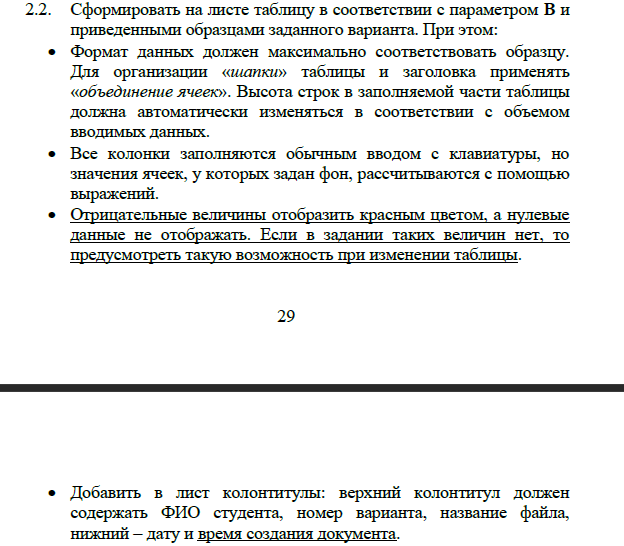 2.2. Сформировать на листе таблицу в соответствии с параметром В и
приведенными образцами заданного варианта. При этом:
• Формат данных должен максимально соответствовать образцу.
Для организации «шапки» таблицы и заголовка применять
«объединение ячеек». Высота строк в заполняемой части таблицы
должна автоматически изменяться в соответствии с объемом
вводимых данных.
• Все колонки заполняются обычным вводом с клавиатуры, но
значения ячеек, у которых задан фон, рассчитываются с помощью
выражений.
• Отрицательные величины отобразить красным цветом, а нулевые
данные не отображать. Если в задании таких величин нет, то
предусмотреть такую возможность при изменении таблицы.
29
• Добавить в лист колонтитулы: верхний колонтитул должен
содержать ФИО студента, номер варианта, название файла,
нижний – дату и время создания документа.